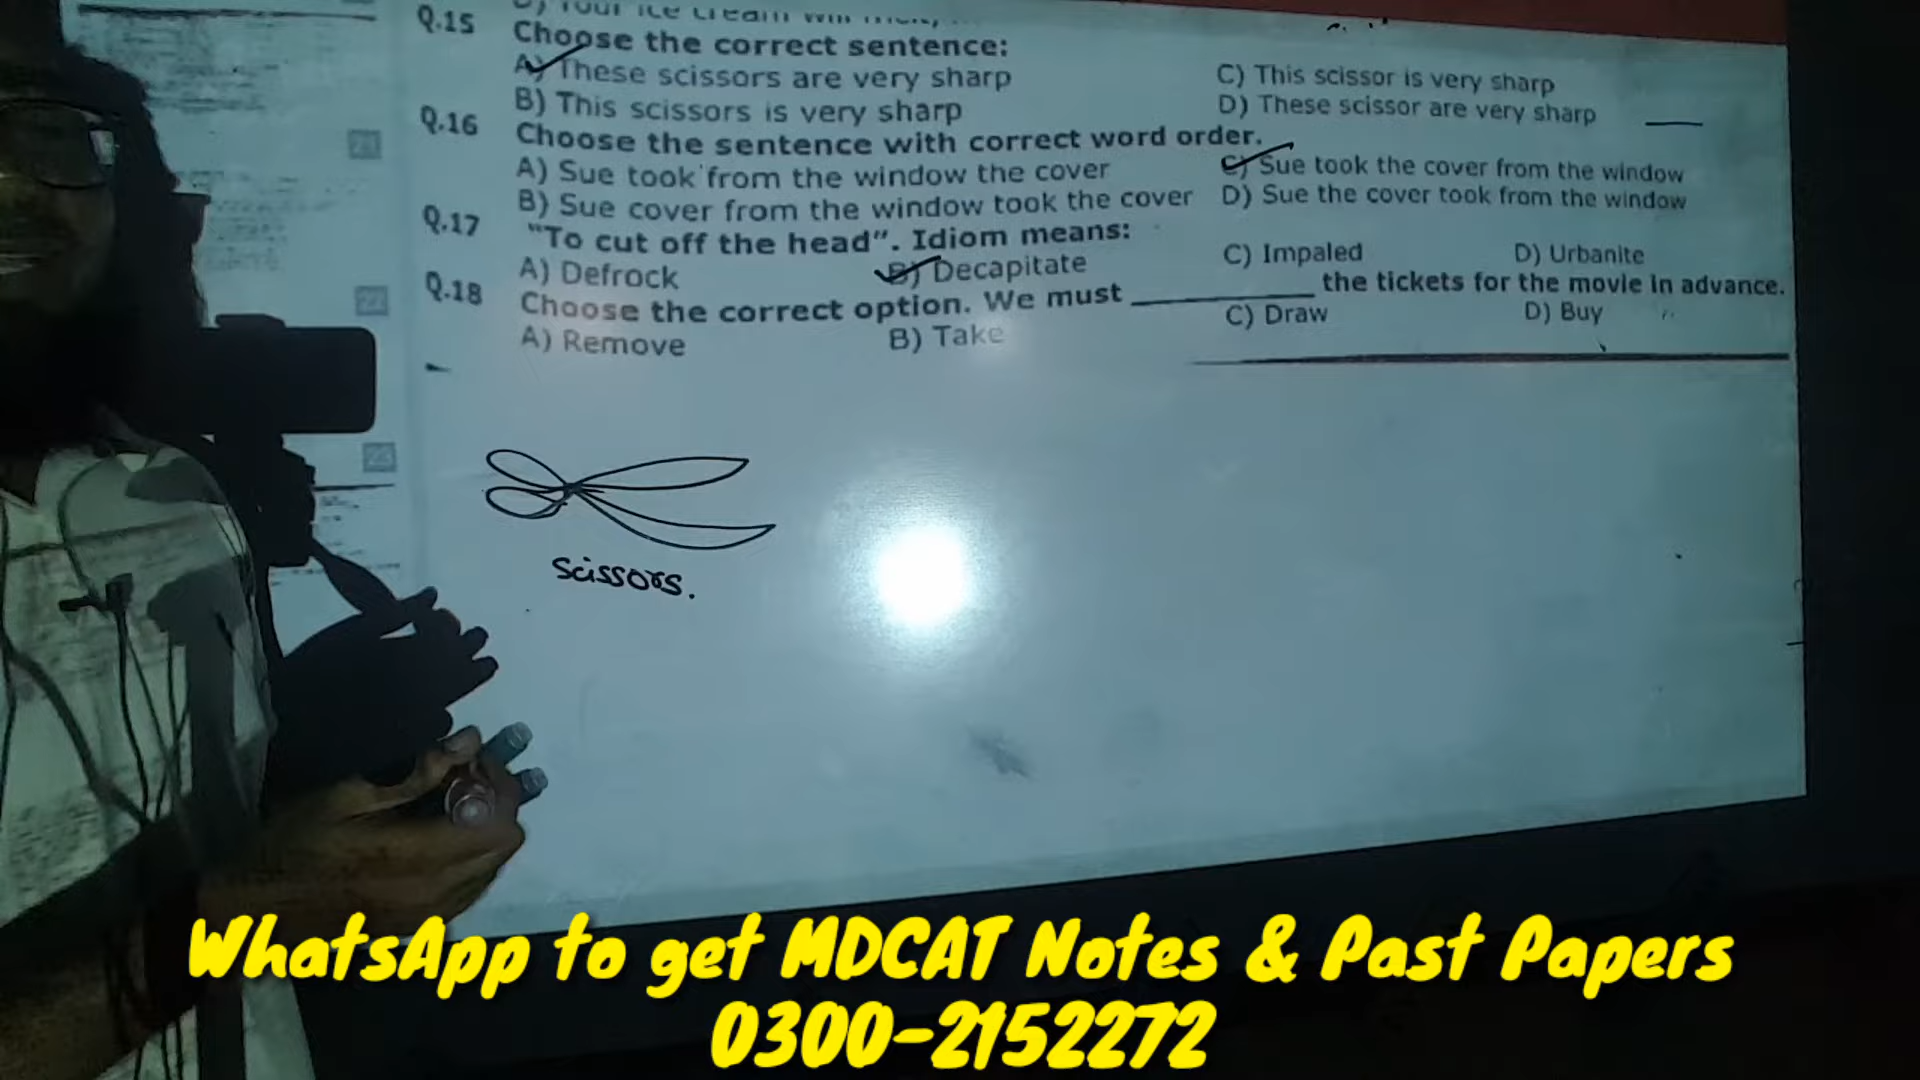 Q.15 Choose the correct sentence:
A) These scissors are very sharp C) This scissor is very sharp
B) This scissors is very sharp D) These scissor are very sharp
Q.16 Choose the sentence with correct word order.
A) Sue took from the window the cover C) Sue took the cover from the window
B) Sue cover from the window took the cover D) Sue the cover took from the window
Q.17 "To cut off the head". Idiom means:
A) Defrock B) Decapitate C) Impaled D) Urbanite
Q.18 Choose the correct option. We must __________ the tickets for the movie in advance.
A) Remove B) Take C) Draw D) Buy
21
22
23
scissors.
WhatsApp to get MDCAT Notes & Past Papers
0300-2152272